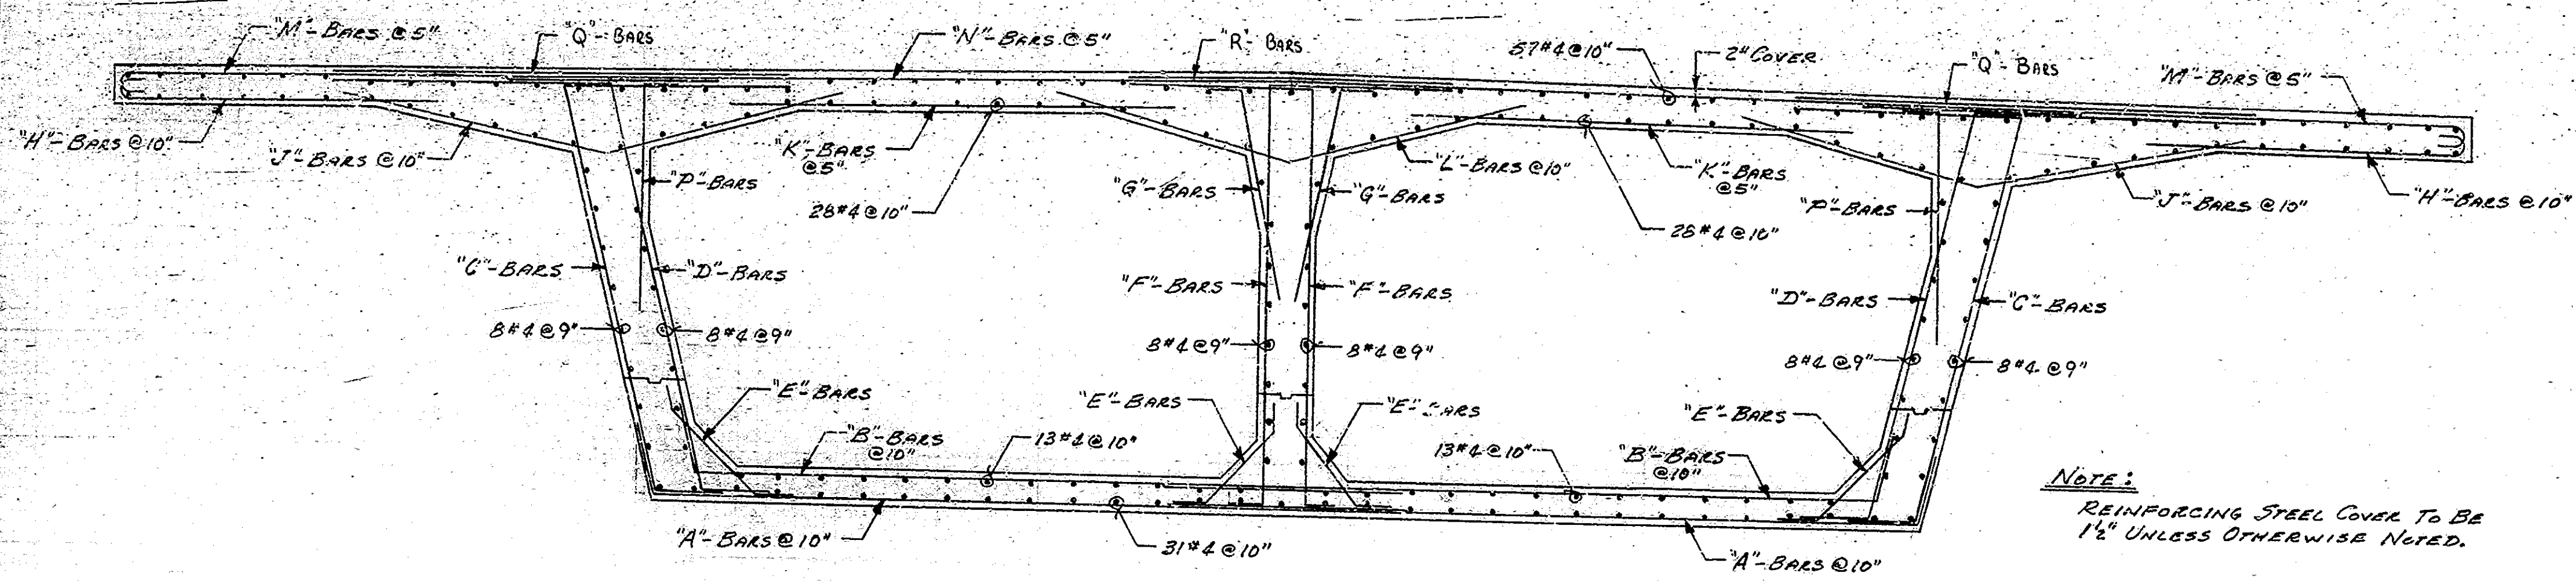 "M"-BARS @ 5"
"Q"-BARS
"N"-BARS @ 5"
"R"-BARS
57#4@10"
2" COVER
"Q"-BARS
"M"-BARS @ 5"
"H"-BARS @ 10"
"J"-BARS @ 10"
"K"-BARS
@ 5"
"P"-BARS
28#4@10"
"G"-BARS
"G"-BARS
"L"-BARS @ 10"
"K"-BARS
@ 5"
28#4@10"
"P"-BARS
"J"-BARS @ 10"
"H"-BARS @ 10"
"C"-BARS
"D"-BARS
"F"-BARS
"F"-BARS
"D"-BARS
"C"-BARS
8#4@9"
8#4@9"
8#4@9"
8#4@9"
8#4@9"
8#4@9"
"E"-BARS
"E"-BARS
"E"-BARS
"E"-BARS
"B"-BARS
@ 10"
13#4@10"
13#4@10"
"B"-BARS
@ 10"
"A"-BARS @ 10"
31#4@10"
"A"-BARS @ 10"
NOTE:
REINFORCING STEEL COVER TO BE
1½" UNLESS OTHERWISE NOTED.